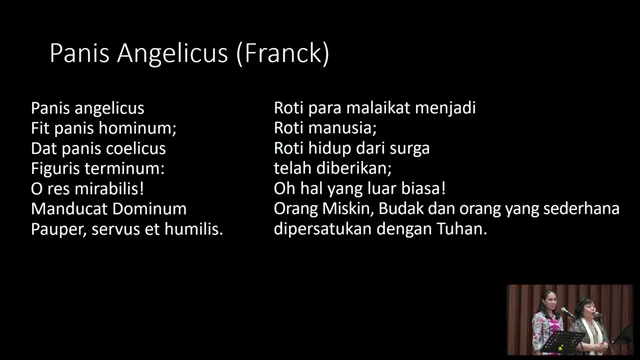 Panis Angelicus (Franck)
Panis angelicus
Fit panis hominum;
Dat panis coelicus
Figuris terminum:
O res mirabilis!
Manducat Dominum
Pauper, servus et humilis.
Roti para malaikat menjadi
Roti manusia;
Roti hidup dari surga
telah diberikan;
Oh hal yang luar biasa!
Orang Miskin, Budak dan orang yang sederhana
dipersatukan dengan Tuhan.